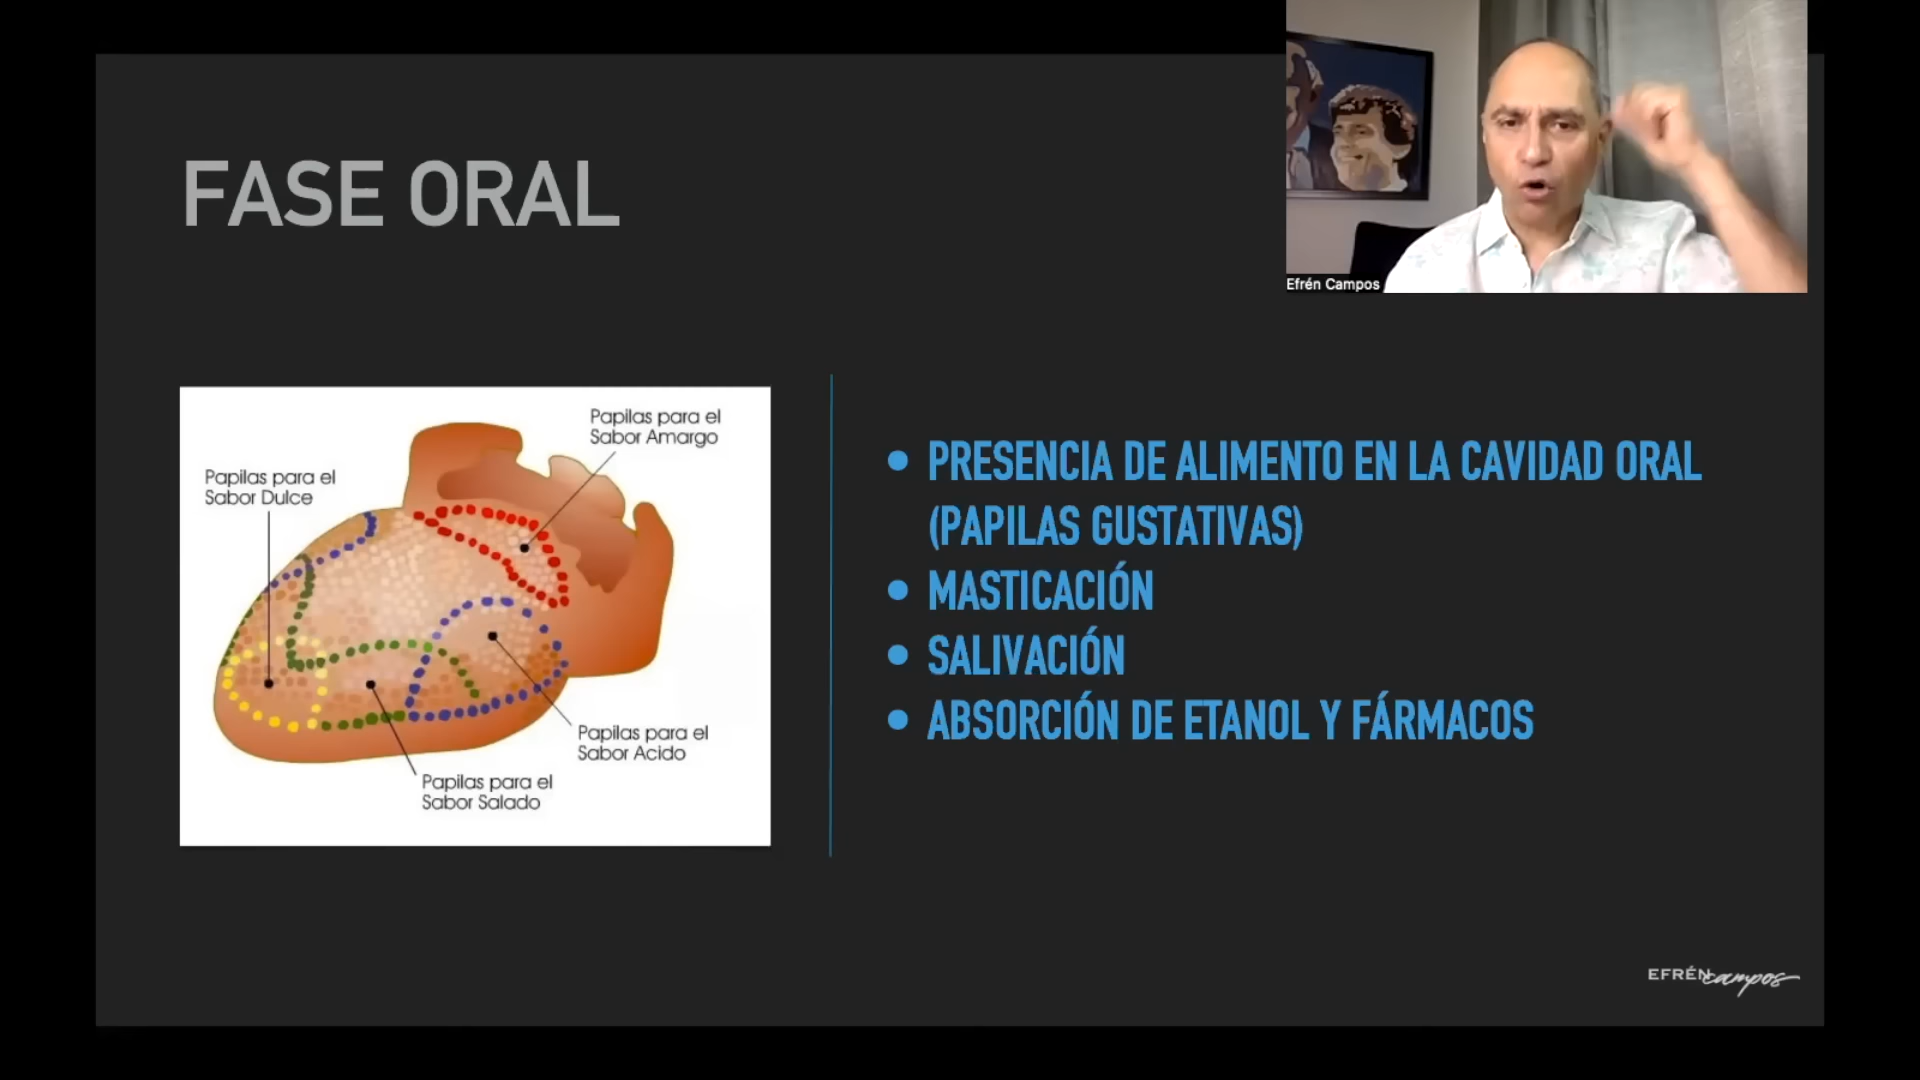 FASE ORAL
Efrén Campos
Papilas para el
Sabor Amargo
Papilas para el
Sabor Dulce
Papilas para el
Sabor Acido
Papilas para el
Sabor Salado
• PRESENCIA DE ALIMENTO EN LA CAVIDAD ORAL
(PAPILAS GUSTATIVAS)
• MASTICACIÓN
• SALIVACIÓN
• ABSORCIÓN DE ETANOL Y FÁRMACOS
EFRÉN campos